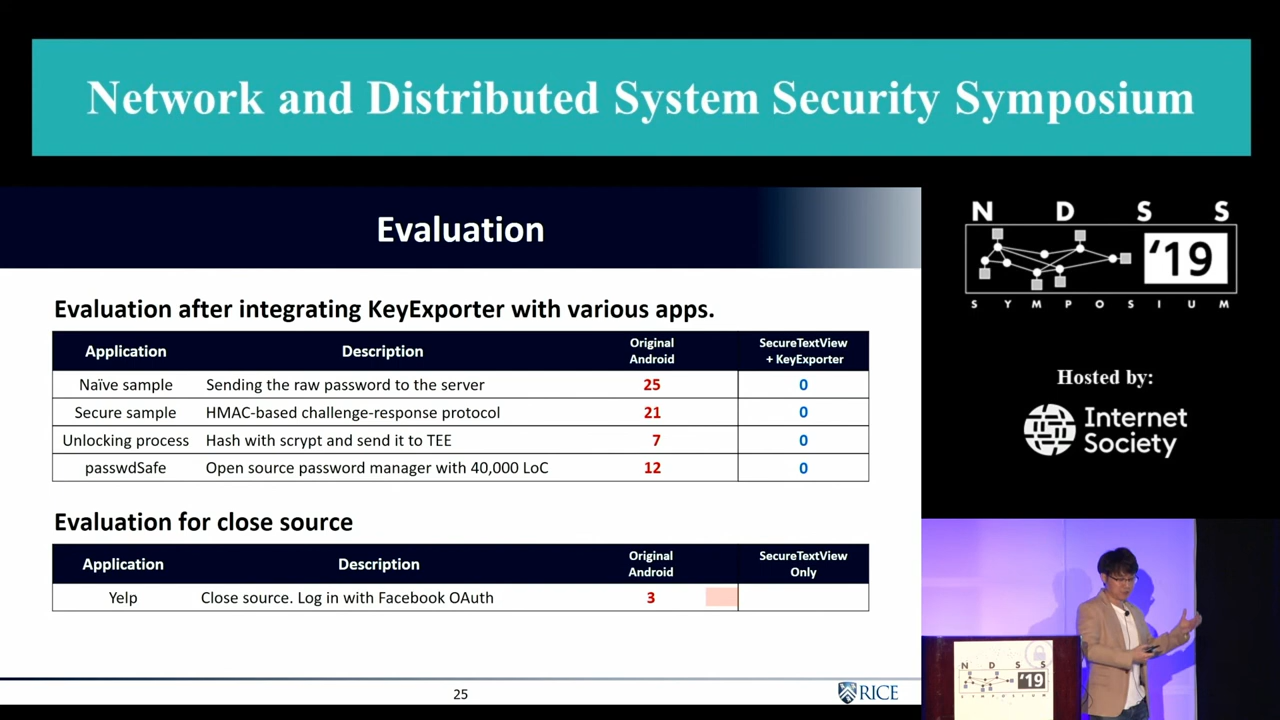 Network and Distributed System Security Symposium
Evaluation
Evaluation after integrating KeyExporter with various apps.
Application Description Original Android SecureTextView + KeyExporter
Naïve sample Sending the raw password to the server 25 0
Secure sample HMAC-based challenge-response protocol 21 0
Unlocking process Hash with scrypt and send it to TEE 7 0
passwdSafe Open source password manager with 40,000 LoC 12 0
Evaluation for close source
Application Description Original Android SecureTextView Only
Yelp Close source. Log in with Facebook OAuth 3
25
RICE
N D S S
'19
S Y M P O S I U M
Hosted by:
Internet
Society
N D S S
'19